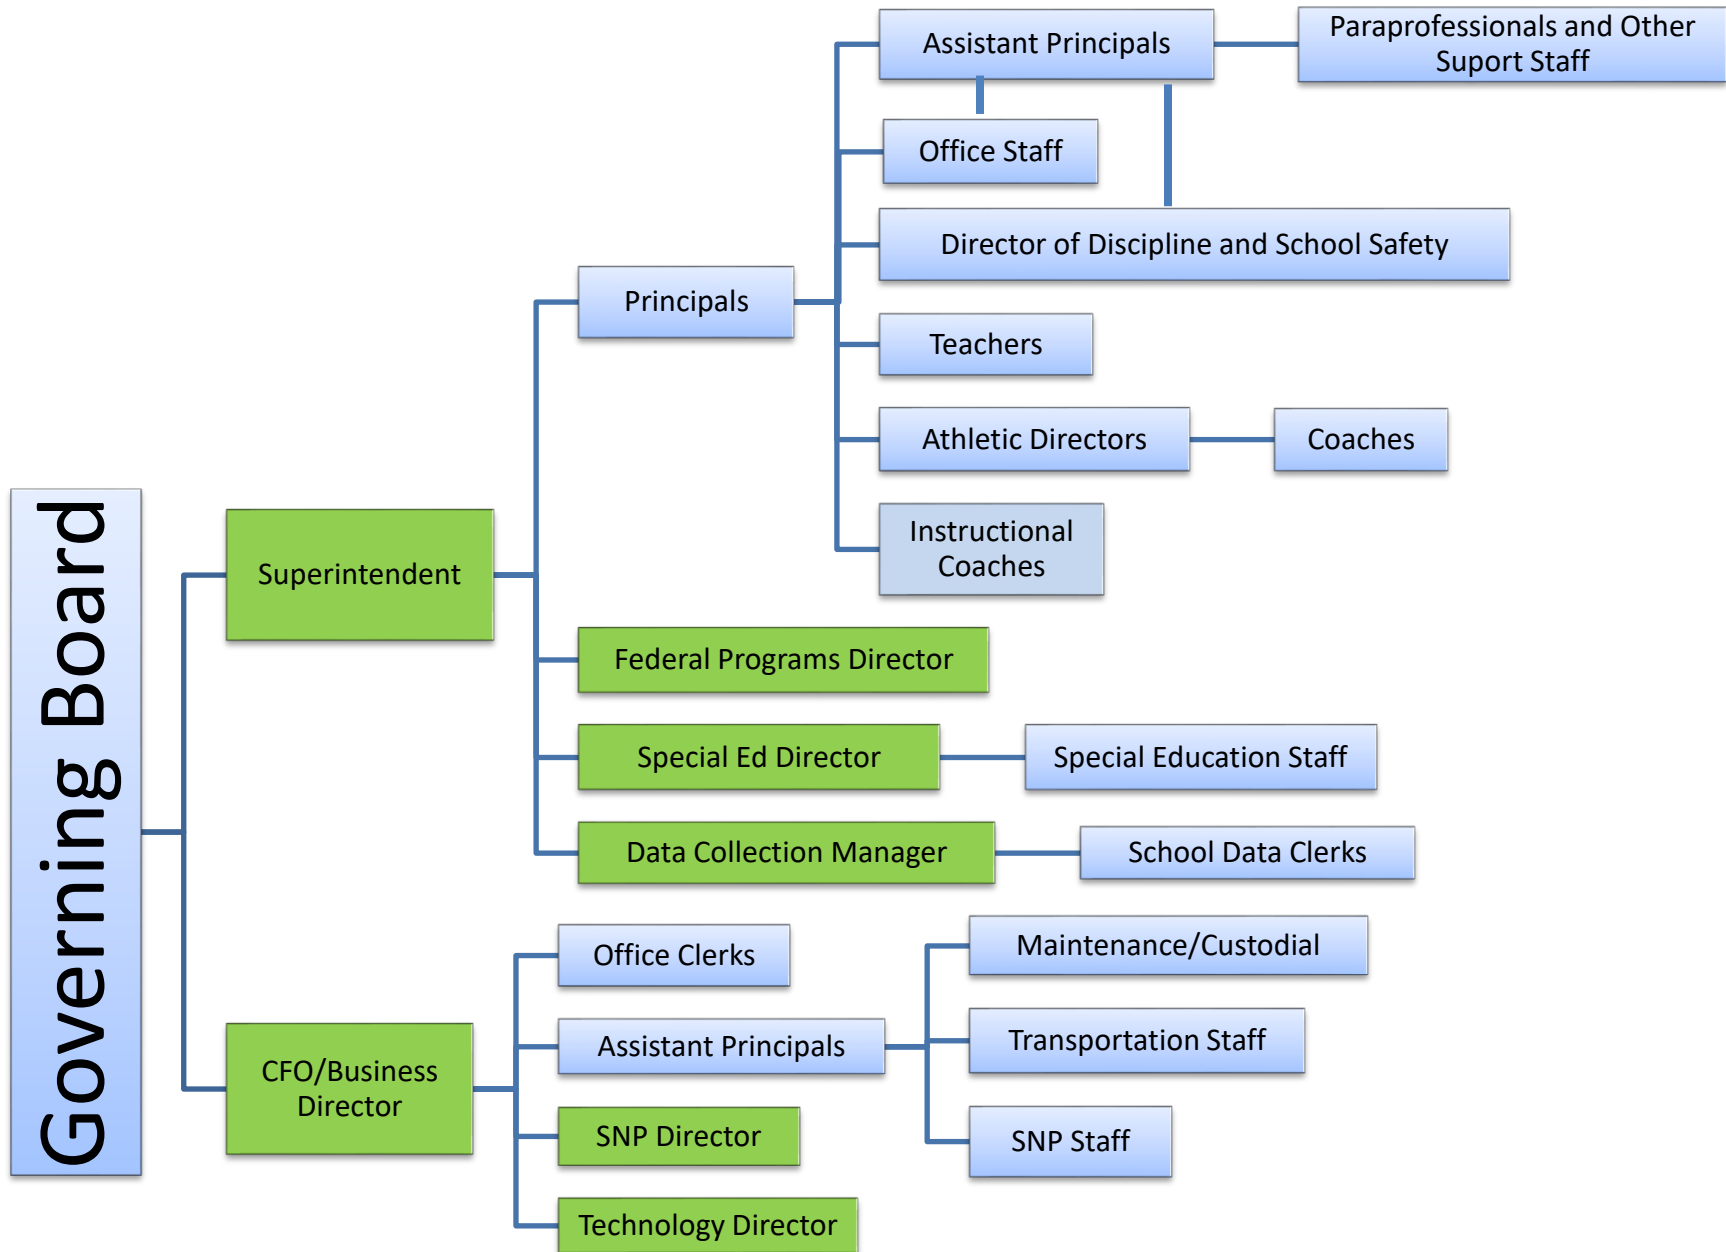 Governing Board
Superintendent
Principals
Assistant Principals
Paraprofessionals and Other
Suport Staff
Office Staff
Director of Discipline and School Safety
Teachers
Athletic Directors
Coaches
Instructional
Coaches
Federal Programs Director
Special Ed Director
Special Education Staff
Data Collection Manager
School Data Clerks
CFO/Business
Director
Office Clerks
Assistant Principals
Maintenance/Custodial
Transportation Staff
SNP Staff
SNP Director
Technology Director